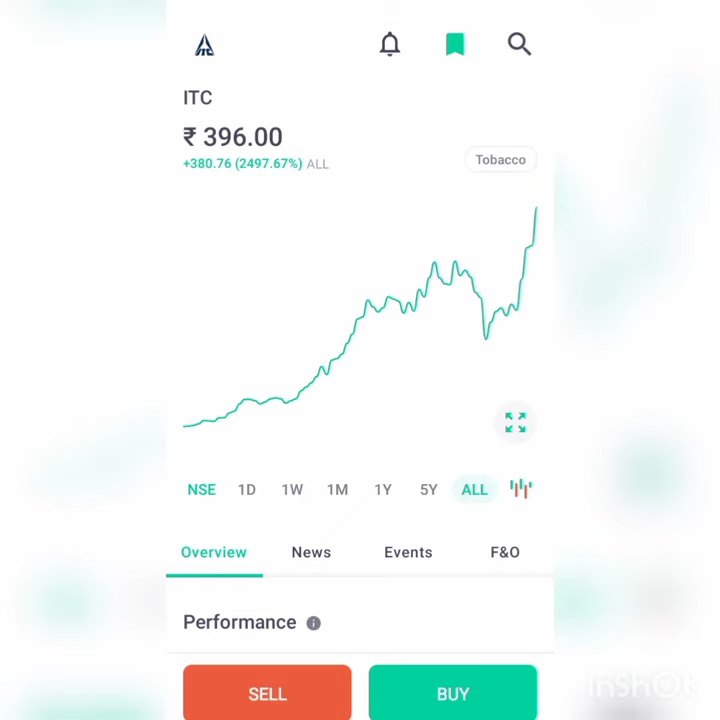 ITC
ITC
₹ 396.00
+380.76 (2497.67%) ALL
Tobacco
NSE 1D 1W 1M 1Y 5Y ALL
Overview News Events F&O
Performance
SELL BUY
InShOt